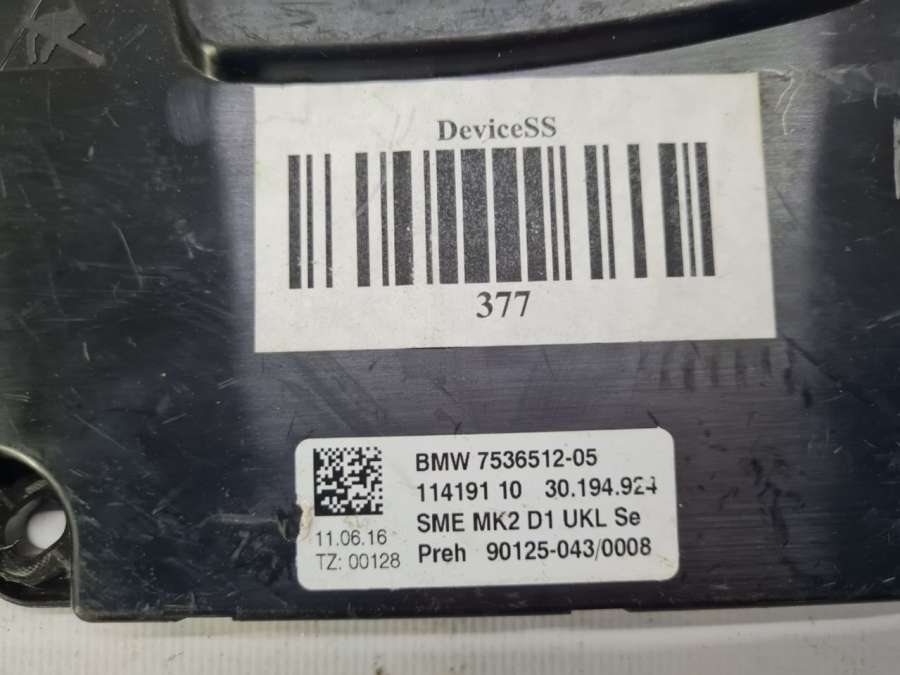 DeviceSS
377
BMW 7536512-05
114191 10 30.194.924
SME MK2 D1 UKL Se
11.06.16
Preh 90125-043/0008
TZ: 00128